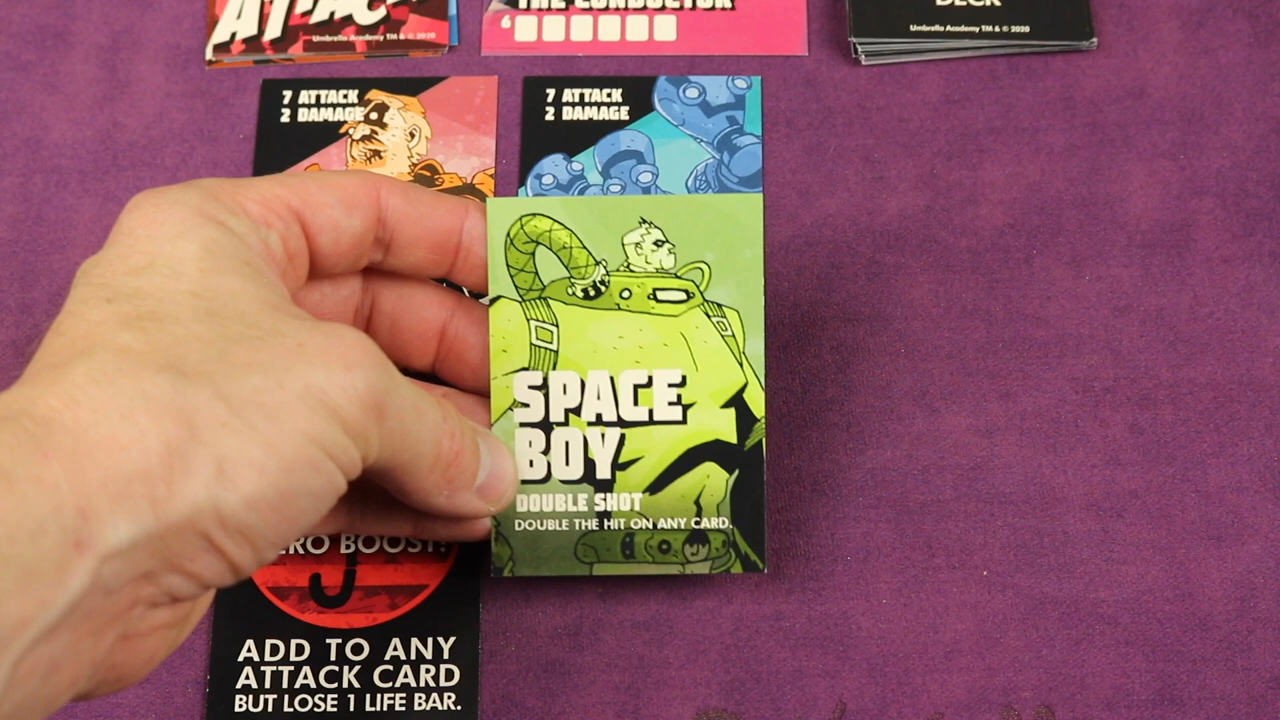 ATTACK
Umbrella Academy TM & © 2020
THE CONDUCTOR
6
DECK
Umbrella Academy TM & © 2020
7 ATTACK
2 DAMAGE
7 ATTACK
2 DAMAGE
SPACE
BOY
DOUBLE SHOT
DOUBLE THE HIT ON ANY CARD.
BOOST!
ADD TO ANY
ATTACK CARD
BUT LOSE 1 LIFE BAR.